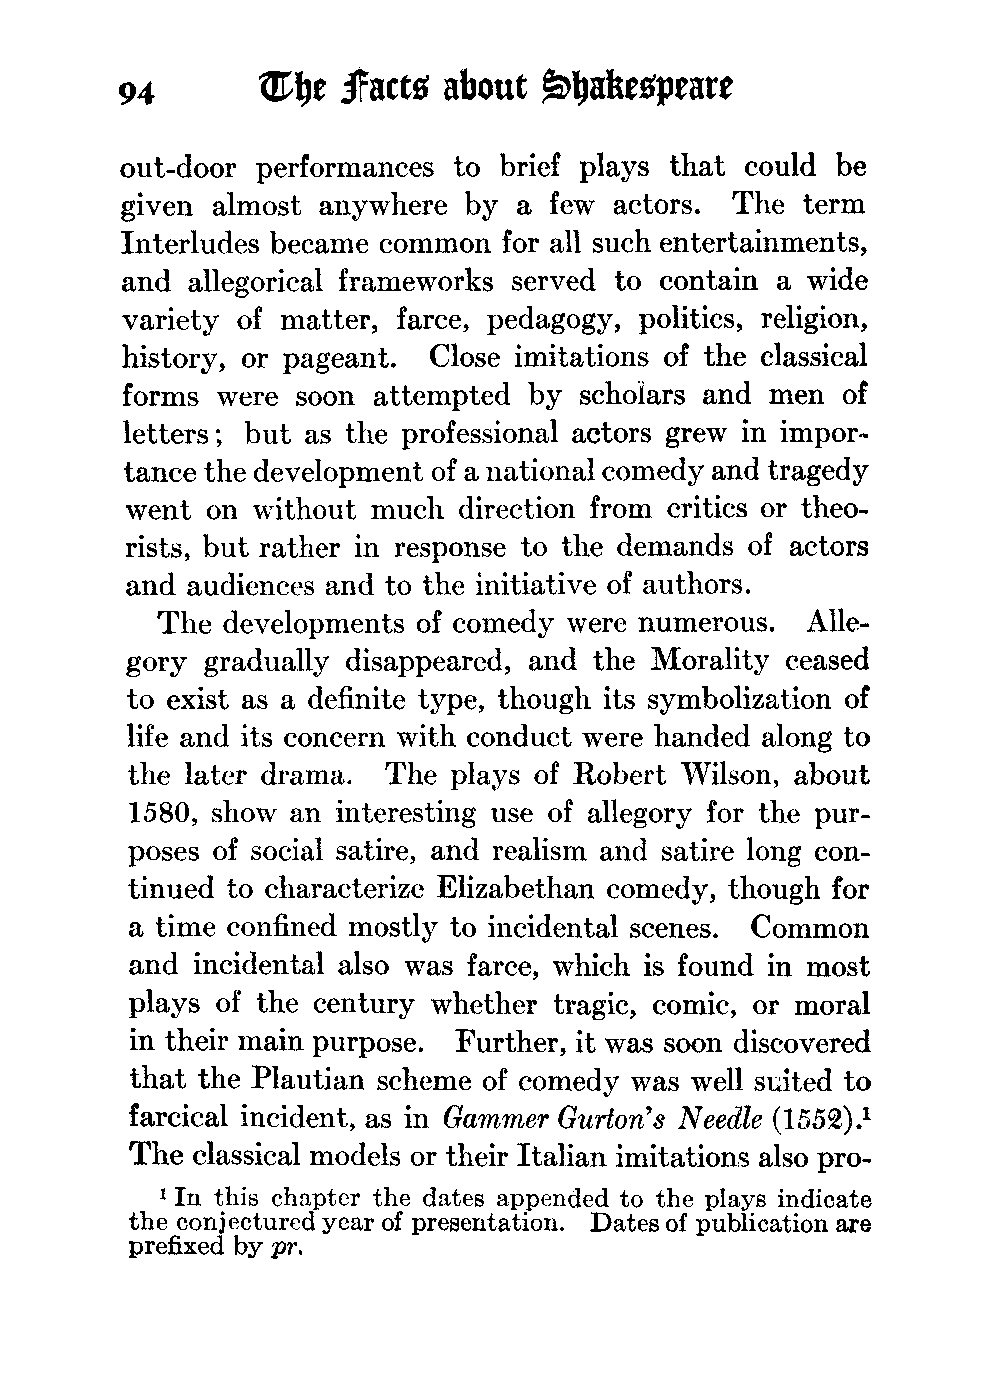 94 The Facts about Shakespeare
out-door performances to brief plays that could be
given almost anywhere by a few actors. The term
Interludes became common for all such entertainments,
and allegorical frameworks served to contain a wide
variety of matter, farce, pedagogy, politics, religion,
history, or pageant. Close imitations of the classical
forms were soon attempted by scholars and men of
letters; but as the professional actors grew in impor-
tance the development of a national comedy and tragedy
went on without much direction from critics or theo-
rists, but rather in response to the demands of actors
and audiences and to the initiative of authors.
The developments of comedy were numerous. Alle-
gory gradually disappeared, and the Morality ceased
to exist as a definite type, though its symbolization of
life and its concern with conduct were handed along to
the later drama. The plays of Robert Wilson, about
1580, show an interesting use of allegory for the pur-
poses of social satire, and realism and satire long con-
tinued to characterize Elizabethan comedy, though for
a time confined mostly to incidental scenes. Common
and incidental also was farce, which is found in most
plays of the century whether tragic, comic, or moral
in their main purpose. Further, it was soon discovered
that the Plautian scheme of comedy was well suited to
farcical incident, as in Gammer Gurton's Needle (1552).¹
The classical models or their Italian imitations also pro-
¹ In this chapter the dates appended to the plays indicate
the conjectured year of presentation. Dates of publication are
prefixed by pr.